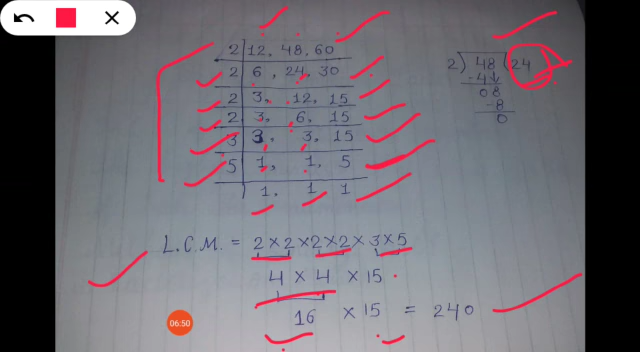 2 | 12, 48, 60
2 | 6, 24, 30
2 | 3, 12, 15
2 | 3, 6, 15
3 | 3, 3, 15
5 | 1, 1, 5
1, 1 1
2) 48 (24
-4↓
08
-8
0
L.C.M. = 2×2×2×2×3×5
4 × 4 × 15
16 × 15 = 240
06:50